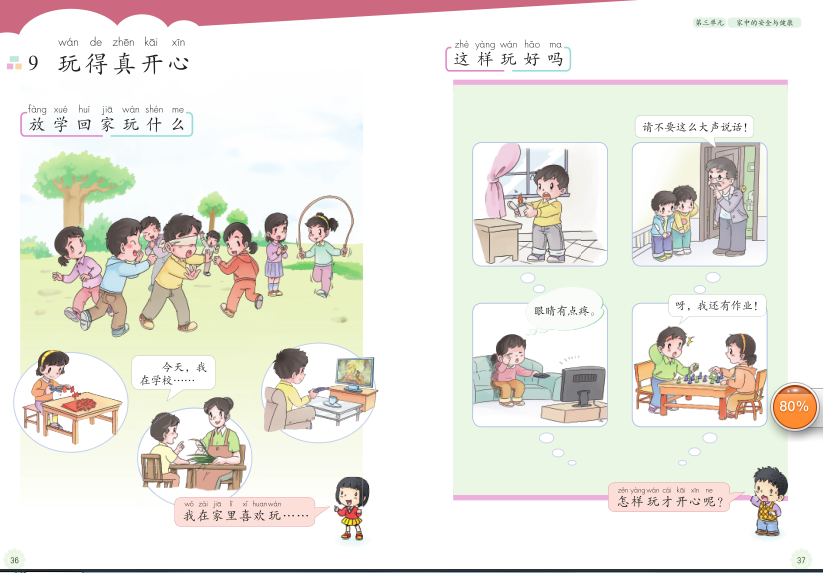 wán de zhēn kāi xīn
9 玩得真开心
fàng xué huí jiā wán shén me
放学回家玩什么
今天，我
在学校……
wǒ zài jiā lǐ xǐ huan wán
我在家里喜欢玩……
36
第三单元 家中的安全与健康
zhè yàng wán hǎo ma
这样玩好吗
请不要这么大声说话！
眼睛有点疼。
呀，我还有作业！
80%
zěn yàng wán cái kāi xīn ne
怎样玩才开心呢？
37